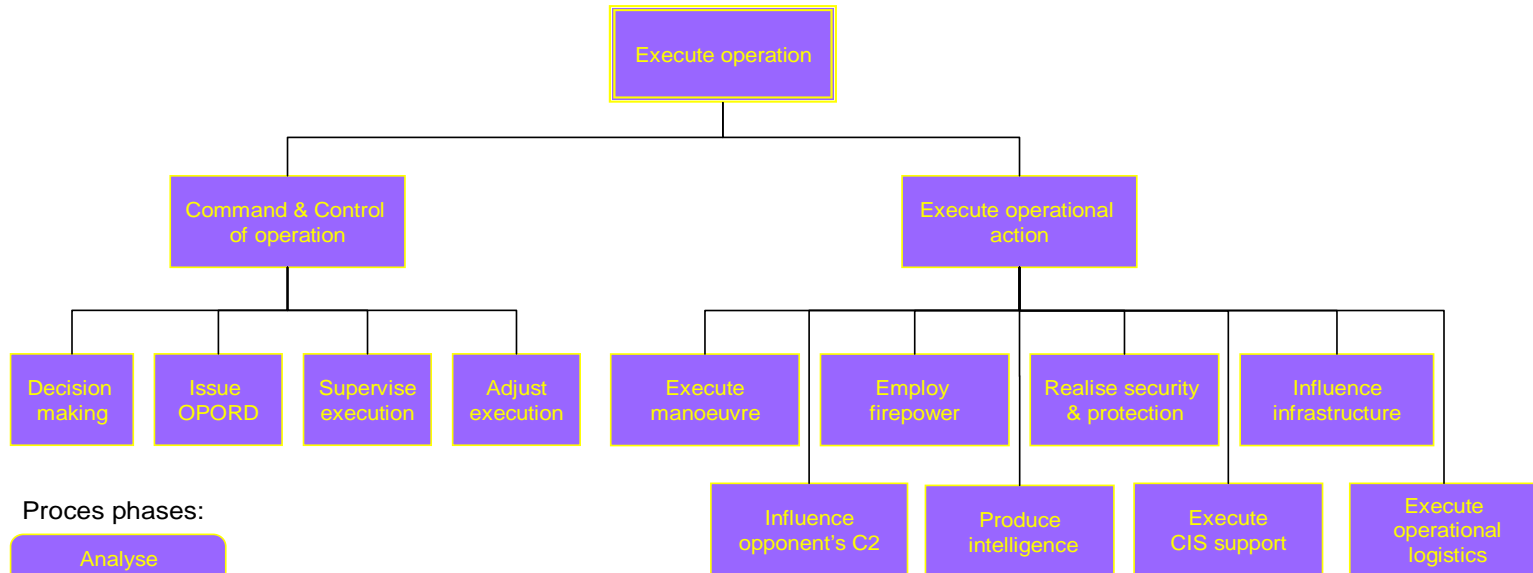 Execute operation
Command & Control
of operation
Execute operational
action
Decision
making
Issue
OPORD
Supervise
execution
Adjust
execution
Execute
manoeuvre
Employ
firepower
Realise security
& protection
Influence
infrastructure
Influence
opponent's C2
Produce
intelligence
Execute
CIS support
Execute
operational
logistics
Proces phases:
Analyse